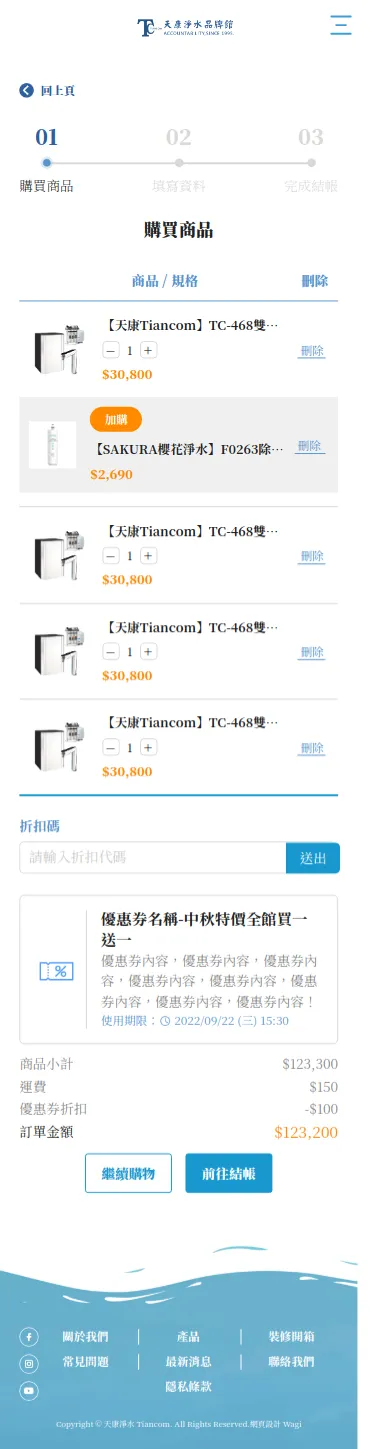 天康淨水品牌館
ACCOUNTABILITY.SINCE 1995.
回上頁
01 02 03
購買商品 填寫資料 完成結帳
購買商品
商品 / 規格 刪除
【天康Tiancom】TC-468雙…
— 1 + 刪除
$30,800
加購
【SAKURA櫻花淨水】F0263除… 刪除
$2,690
【天康Tiancom】TC-468雙…
— 1 + 刪除
$30,800
【天康Tiancom】TC-468雙…
— 1 + 刪除
$30,800
【天康Tiancom】TC-468雙…
— 1 + 刪除
$30,800
折扣碼
請輸入折扣代碼 送出
優惠券名稱-中秋特價全館買一
送一
優惠券內容，優惠券內容，優惠券內
容，優惠券內容，優惠券內容，優惠
券內容，優惠券內容，優惠券內容！
使用期限： 2022/09/22 (三) 15:30
商品小計 $123,300
運費 $150
優惠券折扣 -$100
訂單金額 $123,200
繼續購物 前往結帳
關於我們 產品 裝修開箱
常見問題 最新消息 聯絡我們
隱私條款
Copyright © 天康淨水 Tiancom. All Rights Reserved.網頁設計 Wagi